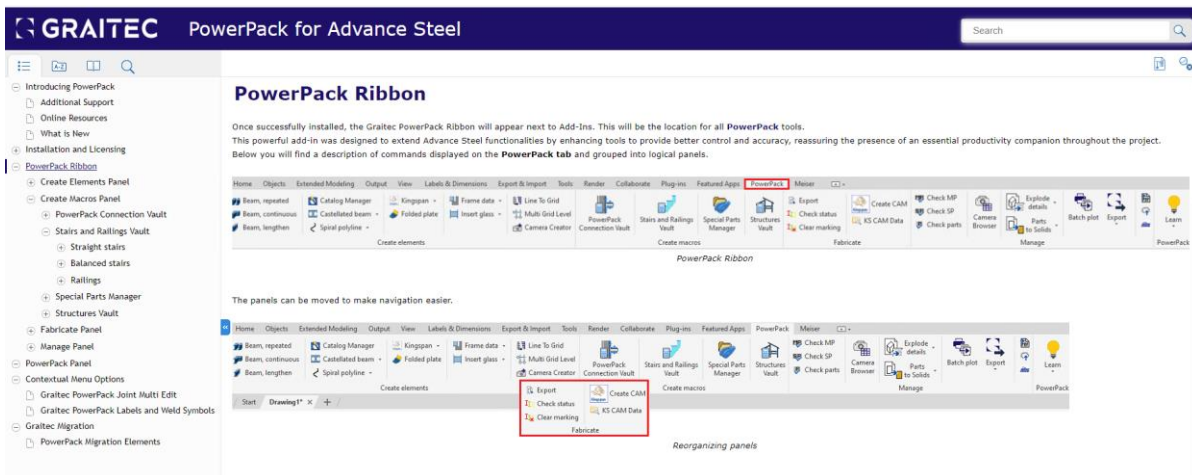 GRAITEC PowerPack for Advance Steel
Search
Introducing PowerPack
Additional Support
Online Resources
What is New
Installation and Licensing
PowerPack Ribbon
Create Elements Panel
Create Macros Panel
PowerPack Connection Vault
Stairs and Railings Vault
Straight stairs
Balanced stairs
Railings
Special Parts Manager
Structures Vault
Fabricate Panel
Manage Panel
PowerPack Panel
Contextual Menu Options
Graitec PowerPack Joint Multi Edit
Graitec PowerPack Labels and Weld Symbols
Graitec Migration
PowerPack Migration Elements
PowerPack Ribbon
Once successfully installed, the Graitec PowerPack Ribbon will appear next to Add-Ins. This will be the location for all PowerPack tools.
This powerful add-in was designed to extend Advance Steel functionalities by enhancing tools to provide better control and accuracy, reassuring the presence of an essential productivity companion throughout the project.
Below you will find a description of commands displayed on the PowerPack tab and grouped into logical panels.
Home Objects Extended Modeling Output View Labels & Dimensions Export & Import Tools Render Collaborate Plug-ins Featured Apps PowerPack Meiser
Beam, repeated Catalog Manager Kingspan Frame data Line To Grid Export Create CAM Check MP Explode details
Beam, continuous Castellated beam Folded plate Insert glass Multi Grid Level Check status KS CAM Data Check SP
Beam, lengthen Spiral polyline Camera Creator Clear marking Check parts Parts to Solids
PowerPack Connection Vault Stairs and Railings Vault Special Parts Manager Structures Vault Camera Browser Batch plot Export Learn
Create elements Create macros Fabricate Manage PowerPack
PowerPack Ribbon
The panels can be moved to make navigation easier.
Home Objects Extended Modeling Output View Labels & Dimensions Export & Import Tools Render Collaborate Plug-ins Featured Apps PowerPack Meiser
Beam, repeated Catalog Manager Kingspan Frame data Line To Grid Check MP Explode details
Beam, continuous Castellated beam Folded plate Insert glass Multi Grid Level Check SP
Beam, lengthen Spiral polyline Camera Creator Check parts Parts to Solids
PowerPack Connection Vault Stairs and Railings Vault Special Parts Manager Structures Vault Camera Browser Batch plot Export Learn
Create elements Create macros Manage PowerPack
Start Drawing1* × +
Export Create CAM
Check status KS CAM Data
Clear marking
Fabricate
Reorganizing panels